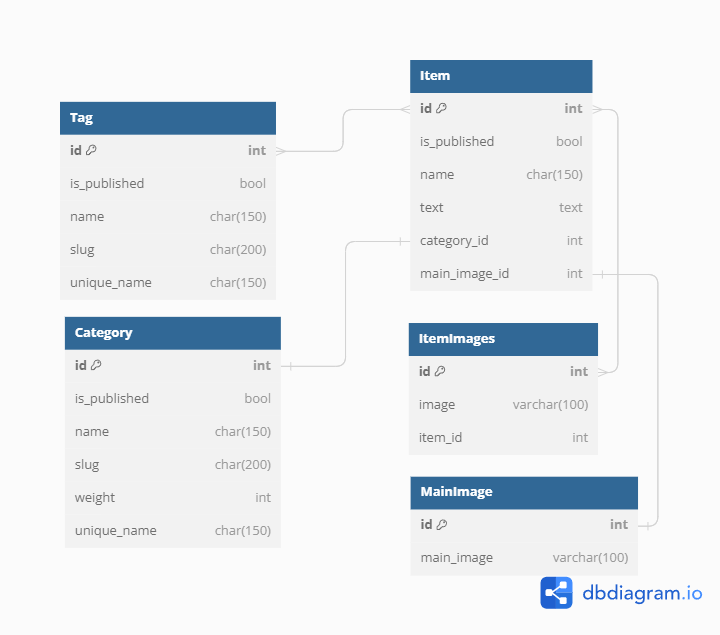 Tag
id int
is_published bool
name char(150)
slug char(200)
unique_name char(150)
Category
id int
is_published bool
name char(150)
slug char(200)
weight int
unique_name char(150)
Item
id int
is_published bool
name char(150)
text text
category_id int
main_image_id int
ItemImages
id int
image varchar(100)
item_id int
MainImage
id int
main_image varchar(100)
dbdiagram.io